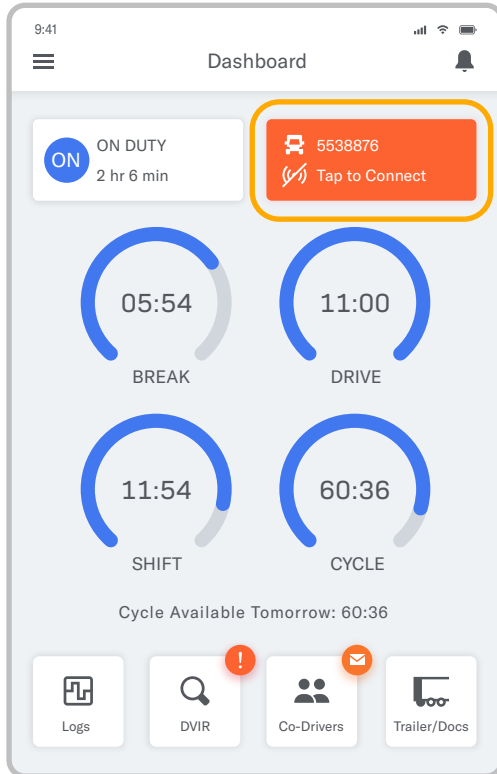 9:41
Dashboard
ON
ON DUTY
2 hr 6 min
5538876
Tap to Connect
05:54
BREAK
11:00
DRIVE
11:54
SHIFT
60:36
CYCLE
Cycle Available Tomorrow: 60:36
!
Logs
DVIR
Co-Drivers
Trailer/Docs